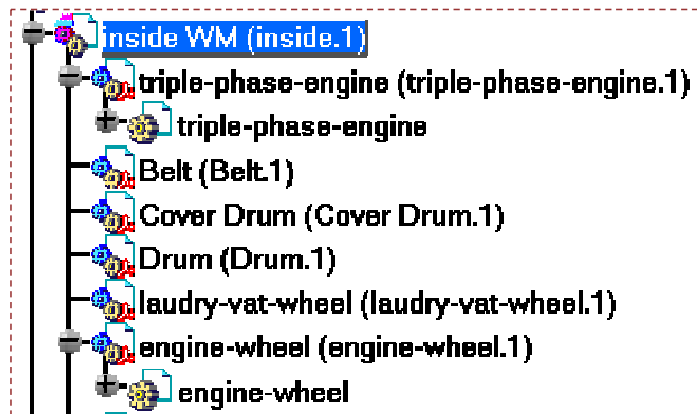 inside WM (inside.1)
triple-phase-engine (triple-phase-engine.1)
triple-phase-engine
Belt (Belt.1)
Cover Drum (Cover Drum.1)
Drum (Drum.1)
laudry-vat-wheel (laudry-vat-wheel.1)
engine-wheel (engine-wheel.1)
engine-wheel